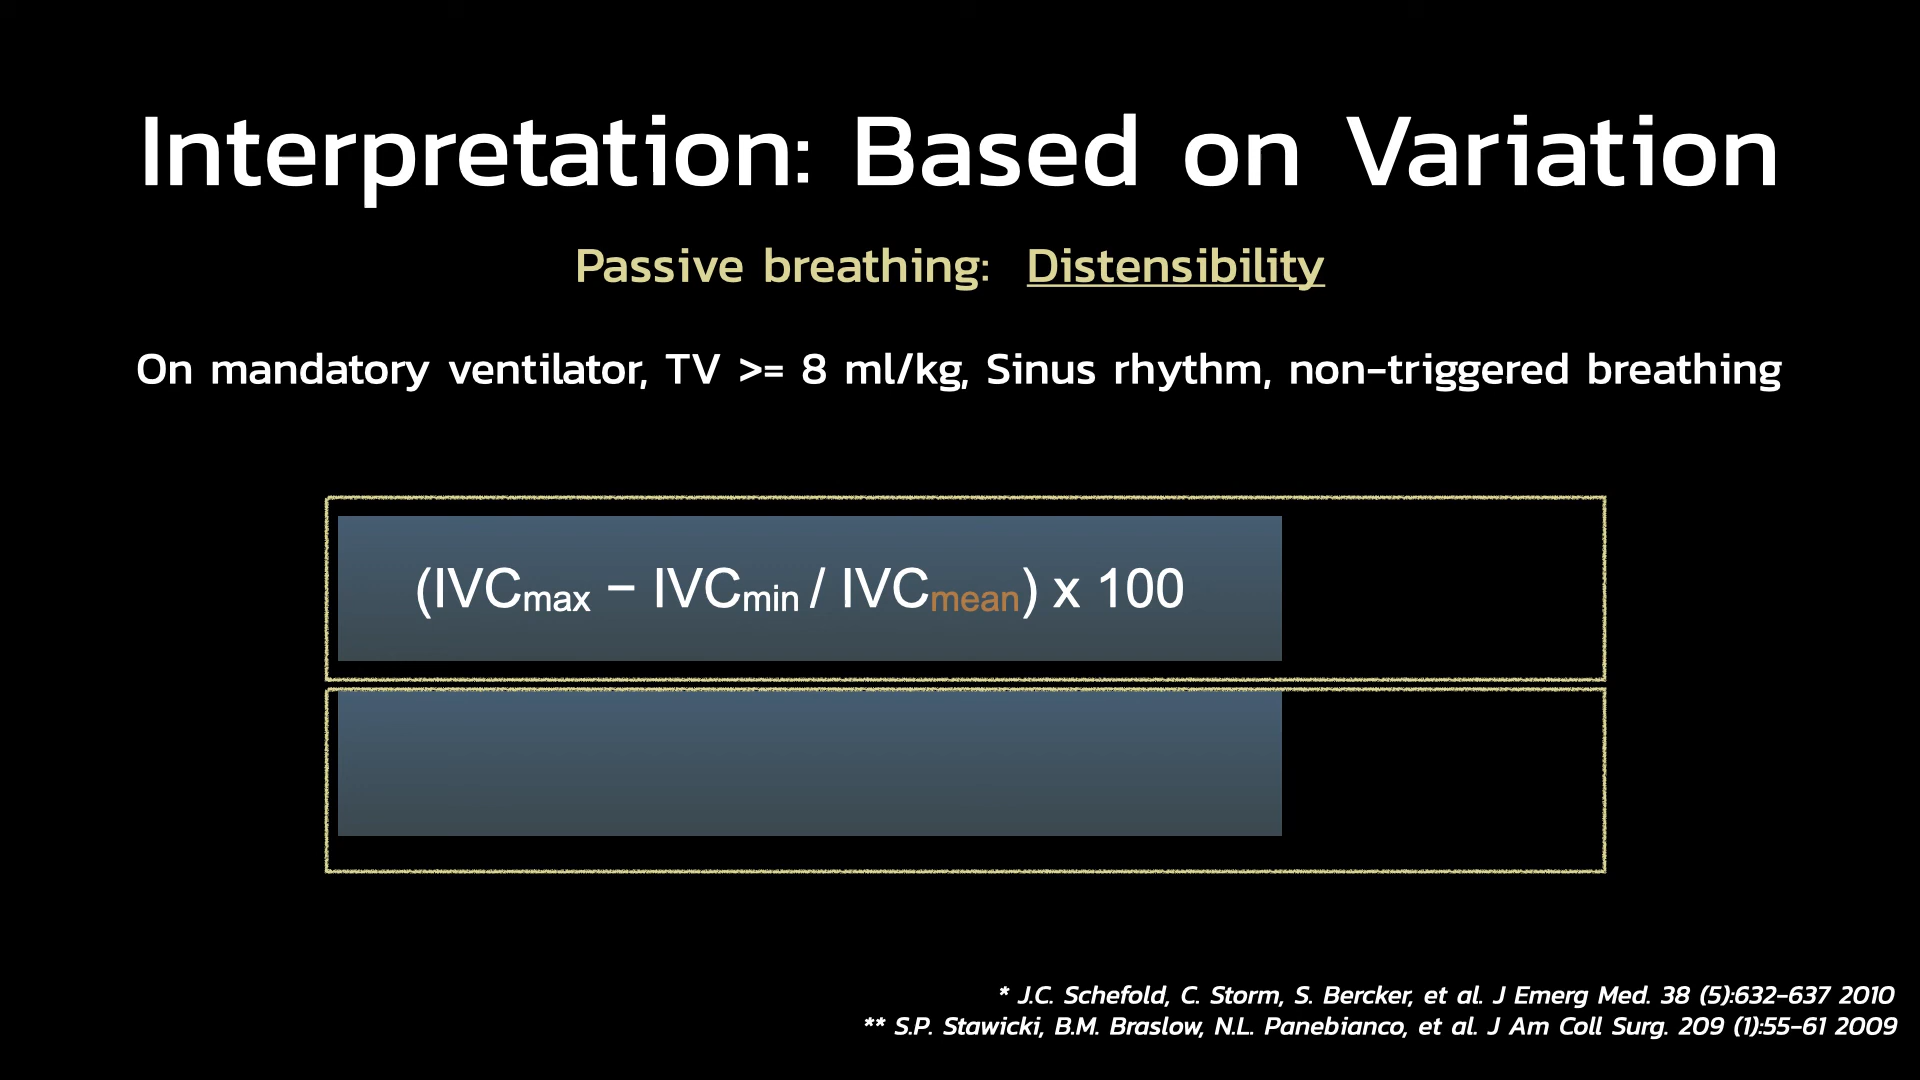 Interpretation: Based on Variation
Passive breathing: Distensibility
On mandatory ventilator, TV >= 8 ml/kg, Sinus rhythm, non-triggered breathing
(IVCmax – IVCmin / IVCmean) x 100
* J.C. Schefold, C. Storm, S. Bercker, et al. J Emerg Med. 38 (5):632-637 2010
** S.P. Stawicki, B.M. Braslow, N.L. Panebianco, et al. J Am Coll Surg. 209 (1):55-61 2009